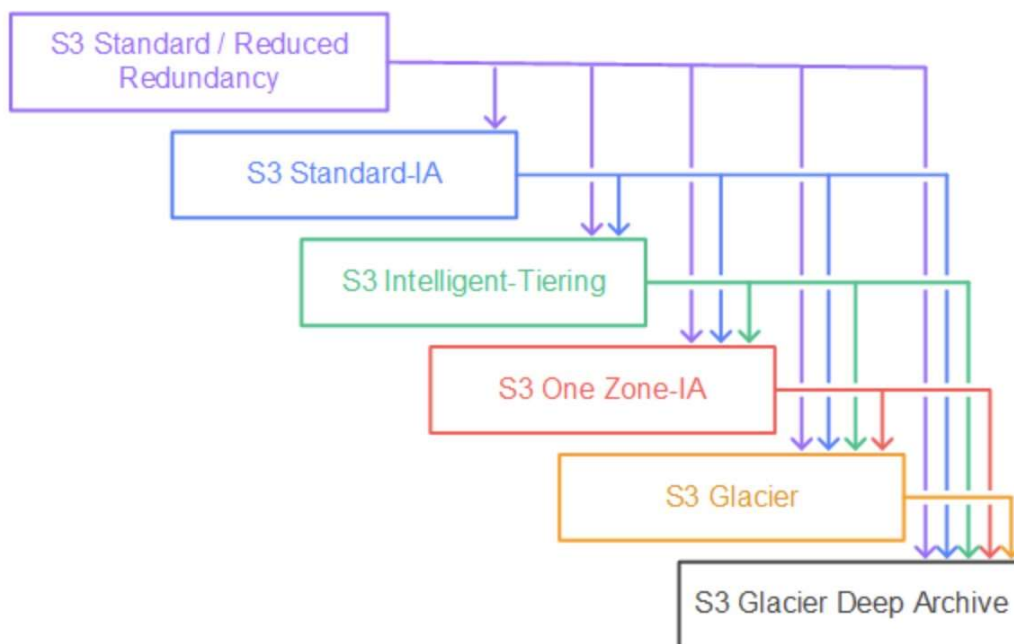 S3 Standard / Reduced
Redundancy
S3 Standard-IA
S3 Intelligent-Tiering
S3 One Zone-IA
S3 Glacier
S3 Glacier Deep Archive